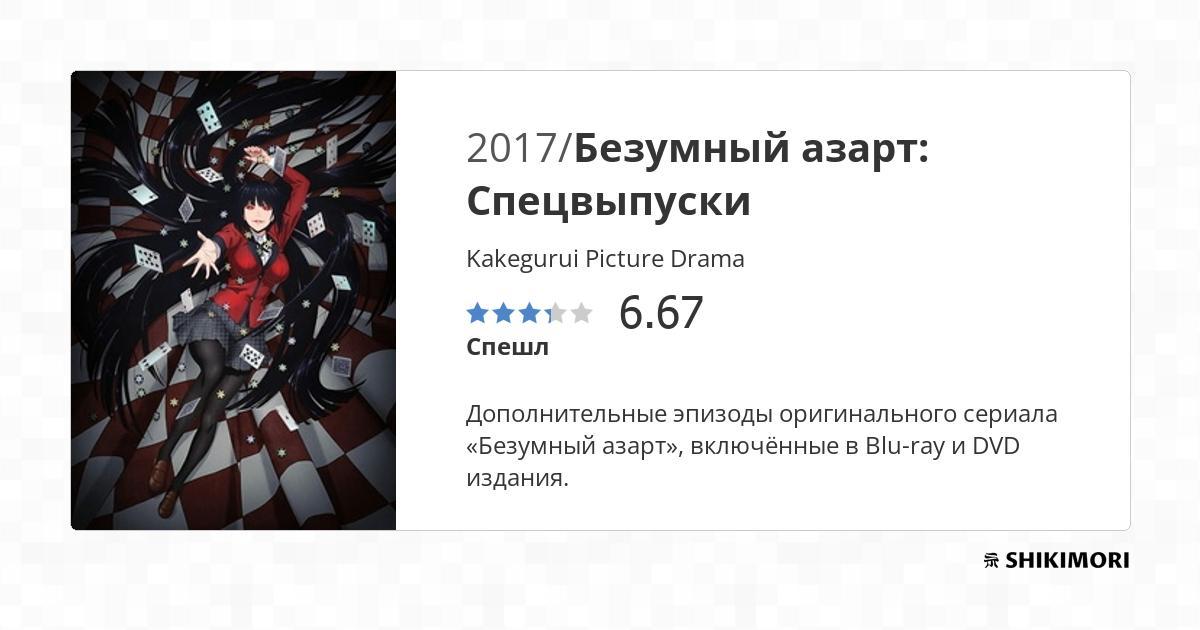 2017/Безумный азарт:
Спецвыпуски
Kakegurui Picture Drama
6.67
Спешл
Дополнительные эпизоды оригинального сериала
«Безумный азарт», включённые в Blu-ray и DVD
издания.
SHIKIMORI